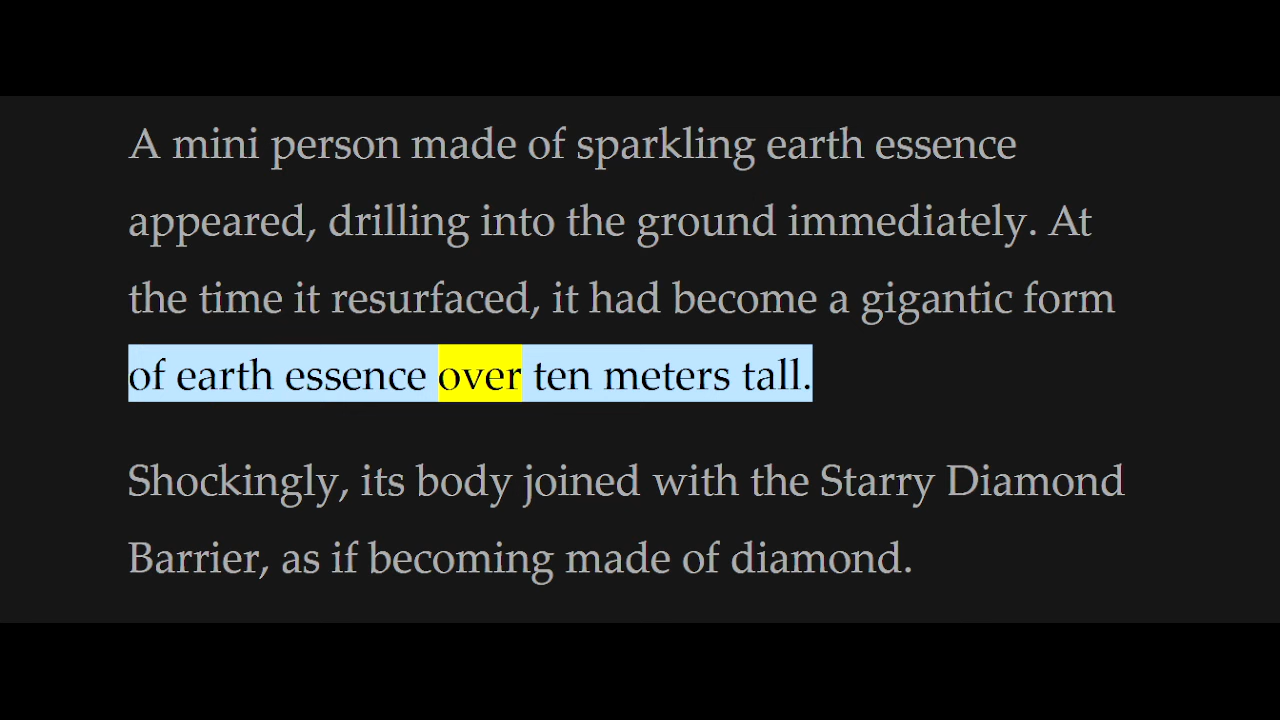 A mini person made of sparkling earth essence
appeared, drilling into the ground immediately. At
the time it resurfaced, it had become a gigantic form
of earth essence over ten meters tall.
Shockingly, its body joined with the Starry Diamond
Barrier, as if becoming made of diamond.